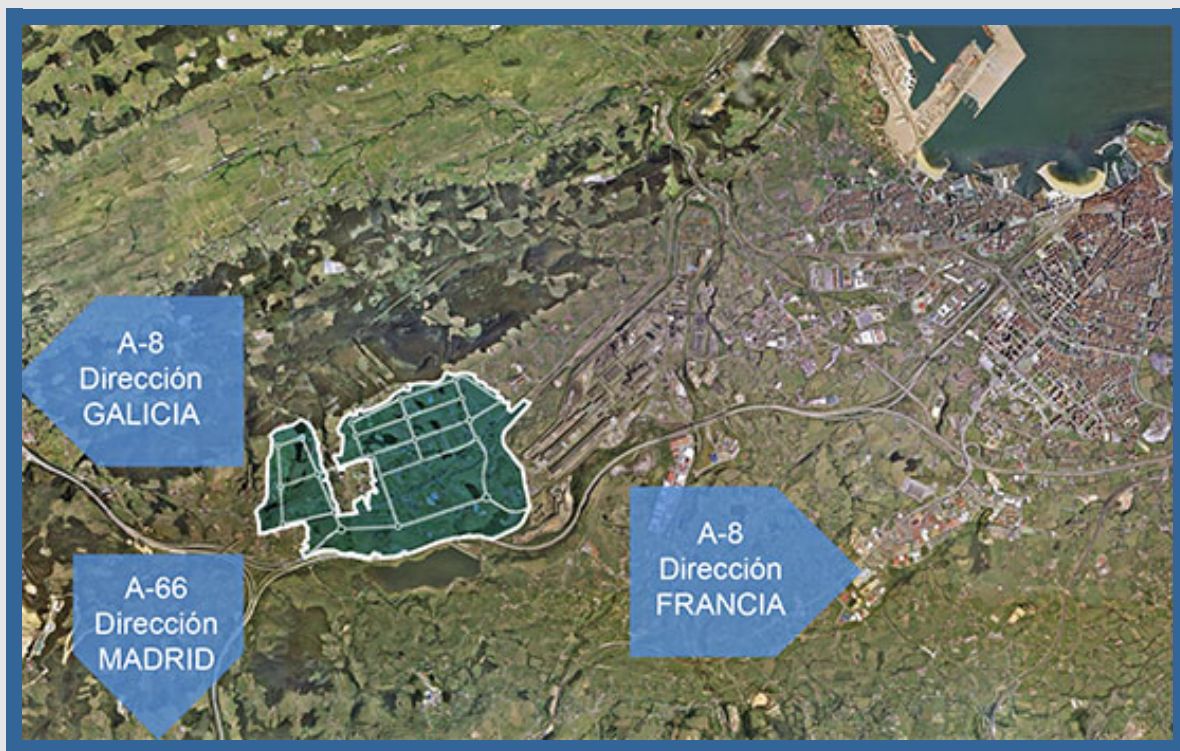 A-8
Dirección
GALICIA
A-66
Dirección
MADRID
A-8
Dirección
FRANCIA